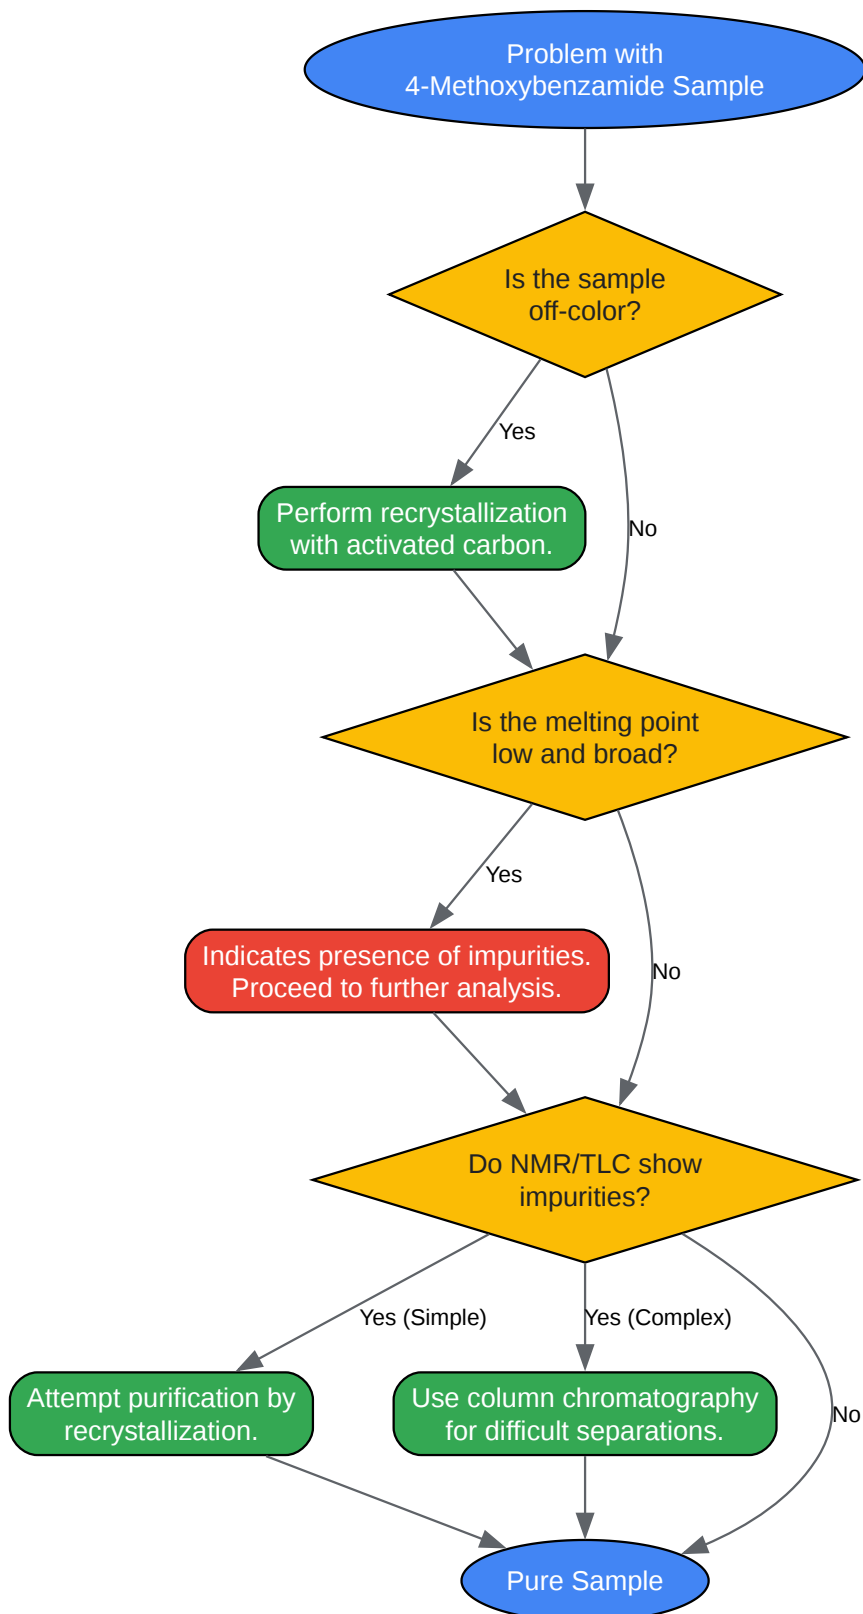 Problem with
4-Methoxybenzamide Sample
Is the sample
off-color?
Yes
No
Perform recrystallization
with activated carbon.
Is the melting point
low and broad?
Yes
No
Indicates presence of impurities.
Proceed to further analysis.
Do NMR/TLC show
impurities?
Yes (Simple)
Yes (Complex)
No
Attempt purification by
recrystallization.
Use column chromatography
for difficult separations.
Pure Sample